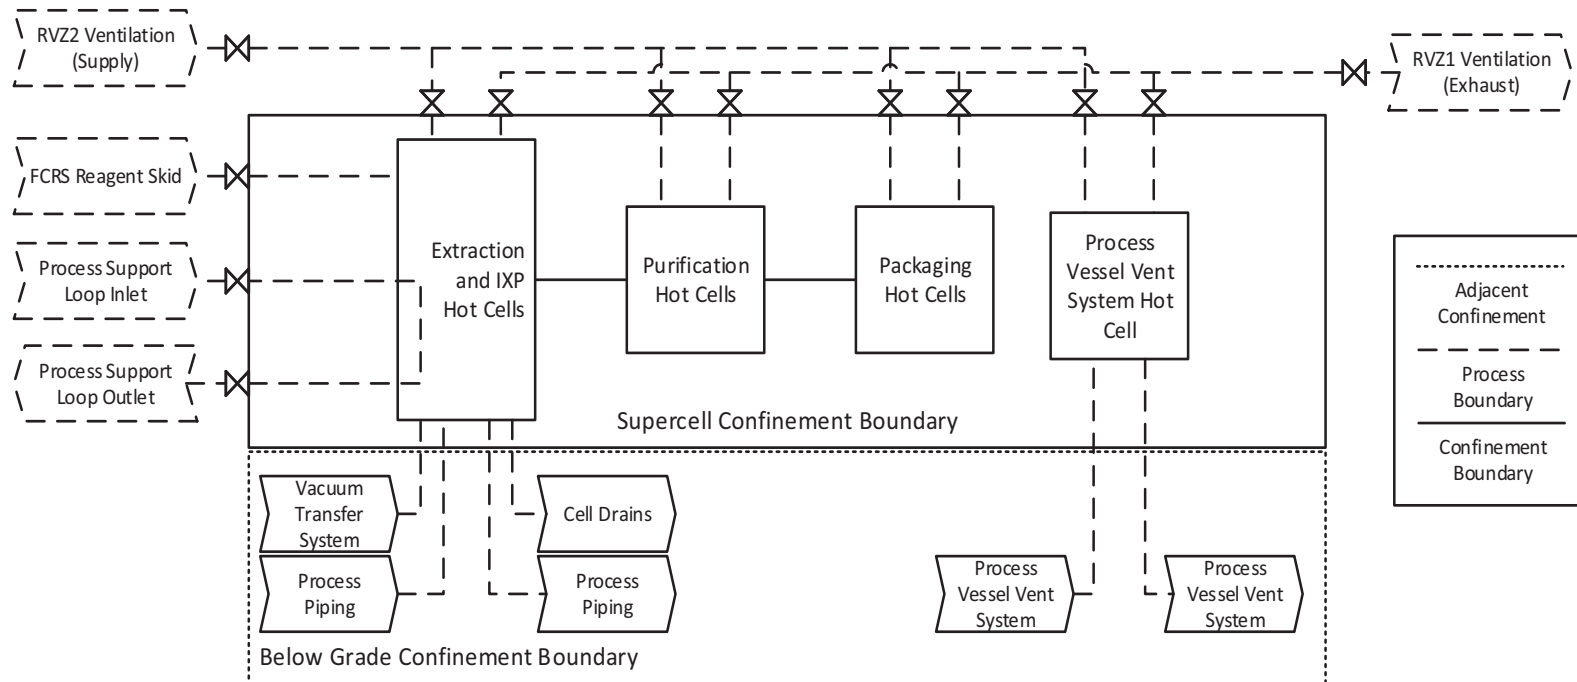 RVZ2 Ventilation
(Supply)
RVZ1 Ventilation
(Exhaust)
FCRS Reagent Skid
Process Support
Loop Inlet
Process Support
Loop Outlet
Extraction
and IXP
Hot Cells
Purification
Hot Cells
Packaging
Hot Cells
Process
Vessel Vent
System Hot
Cell
Supercell Confinement Boundary
Adjacent
Confinement
Process
Boundary
Confinement
Boundary
Vacuum
Transfer
System
Cell Drains
Process
Piping
Process
Piping
Process
Vessel Vent
System
Process
Vessel Vent
System
Below Grade Confinement Boundary